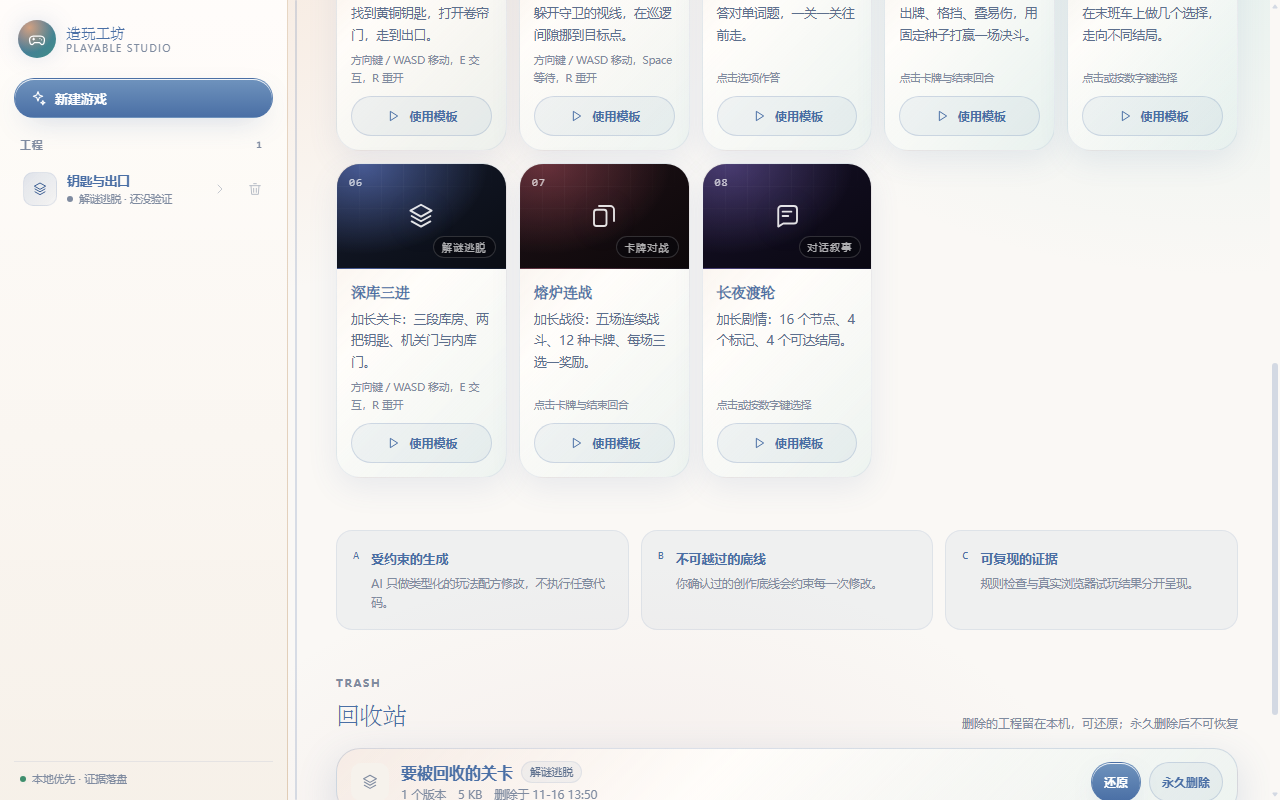 造玩工坊
PLAYABLE STUDIO
新建游戏
工程
1
钥匙与出口
解谜逃脱 · 还没验证
本地优先 · 证据落盘
找到黄铜钥匙，打开卷帘
门，走到出口。
方向键 / WASD 移动，E 交
互，R 重开
使用模板
躲开守卫的视线，在巡逻
间隙挪到目标点。
方向键 / WASD 移动，Space
等待，R 重开
使用模板
答对单词题，一关一关往
前走。
点击选项作答
使用模板
出牌、格挡、叠易伤，用
固定种子打赢一场决斗。
点击卡牌与结束回合
使用模板
在末班车上做几个选择，
走向不同结局。
点击或按数字键选择
使用模板
06
解谜逃脱
深库三进
加长关卡：三段库房、两
把钥匙、机关门与内库
门。
方向键 / WASD 移动，E 交
互，R 重开
使用模板
07
卡牌对战
熔炉连战
加长战役：五场连续战
斗、12 种卡牌、每场三
选一奖励。
点击卡牌与结束回合
使用模板
08
对话叙事
长夜渡轮
加长剧情：16 个节点、4
个标记、4 个可达结局。
点击或按数字键选择
使用模板
A
受约束的生成
AI 只做类型化的玩法配方修改，不执行任意代
码。
B
不可越过的底线
你确认过的创作底线会约束每一次修改。
C
可复现的证据
规则检查与真实浏览器试玩结果分开呈现。
TRASH
回收站
删除的工程留在本机，可还原；永久删除后不可恢复
要被回收的关卡
解谜逃脱
1 个版本 5 KB 删除于 11-16 13:50
还原
永久删除